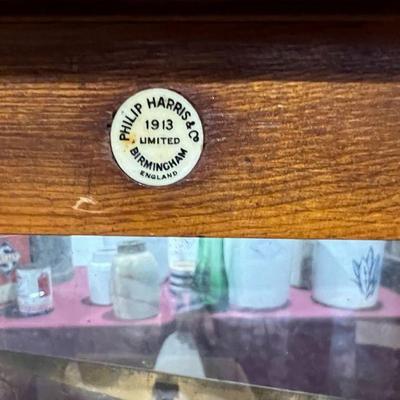 PHILIP HARRIS & Co
1913
LIMITED
BIRMINGHAM
ENGLAND